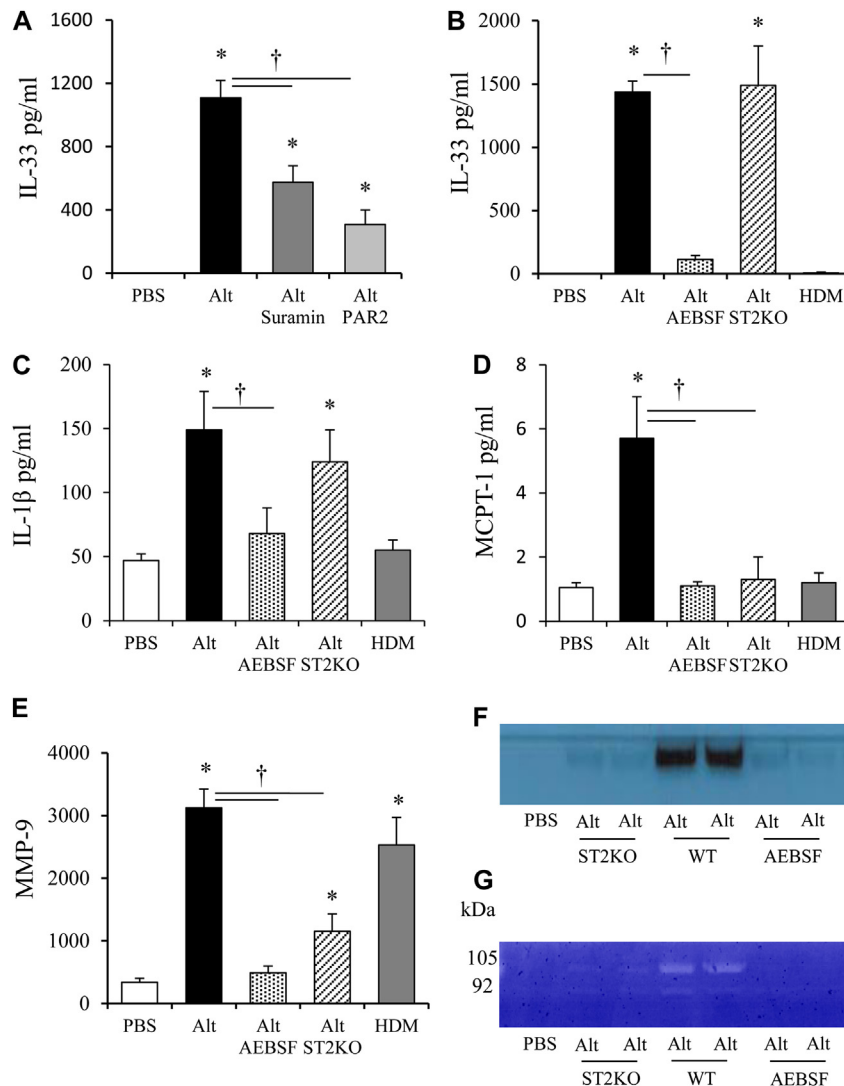 A
IL-33 pg/ml
1600
1200
800
400
0
*
†
*
*
PBS Alt Alt Alt
Suramin PAR2
B
IL-33 pg/ml
2000
1500
1000
500
0
*
†
*
PBS Alt Alt Alt HDM
AEBSF ST2KO
C
IL-1β pg/ml
200
150
100
50
0
*
†
*
PBS Alt Alt Alt HDM
AEBSF ST2KO
D
MCPT-1 pg/ml
8
6
4
2
0
*
†
PBS Alt Alt Alt HDM
AEBSF ST2KO
E
MMP-9
4000
3000
2000
1000
0
*
†
*
*
PBS Alt Alt Alt HDM
AEBSF ST2KO
F
PBS Alt Alt Alt Alt Alt Alt
ST2KO WT AEBSF
G
kDa
105
92
PBS Alt Alt Alt Alt Alt Alt
ST2KO WT AEBSF